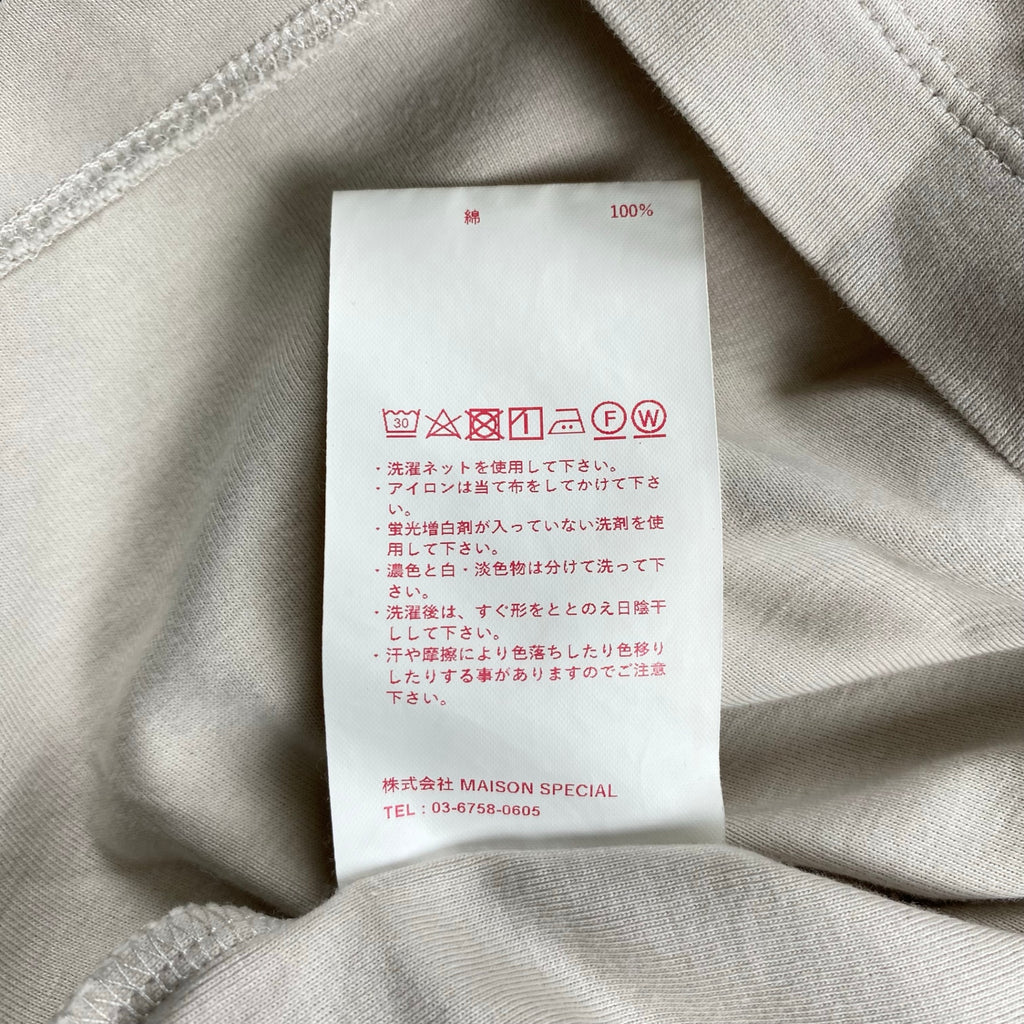 綿 100%
30 F W
・洗濯ネットを使用して下さい。
・アイロンは当て布をしてかけて下さ
い。
・蛍光増白剤が入っていない洗剤を使
用して下さい。
・濃色と白・淡色物は分けて洗って下
さい。
・洗濯後は、すぐ形をととのえ日陰干
しして下さい。
・汗や摩擦により色落ちしたり色移り
したりする事がありますのでご注意
下さい。
株式会社 MAISON SPECIAL
TEL : 03-6758-0605